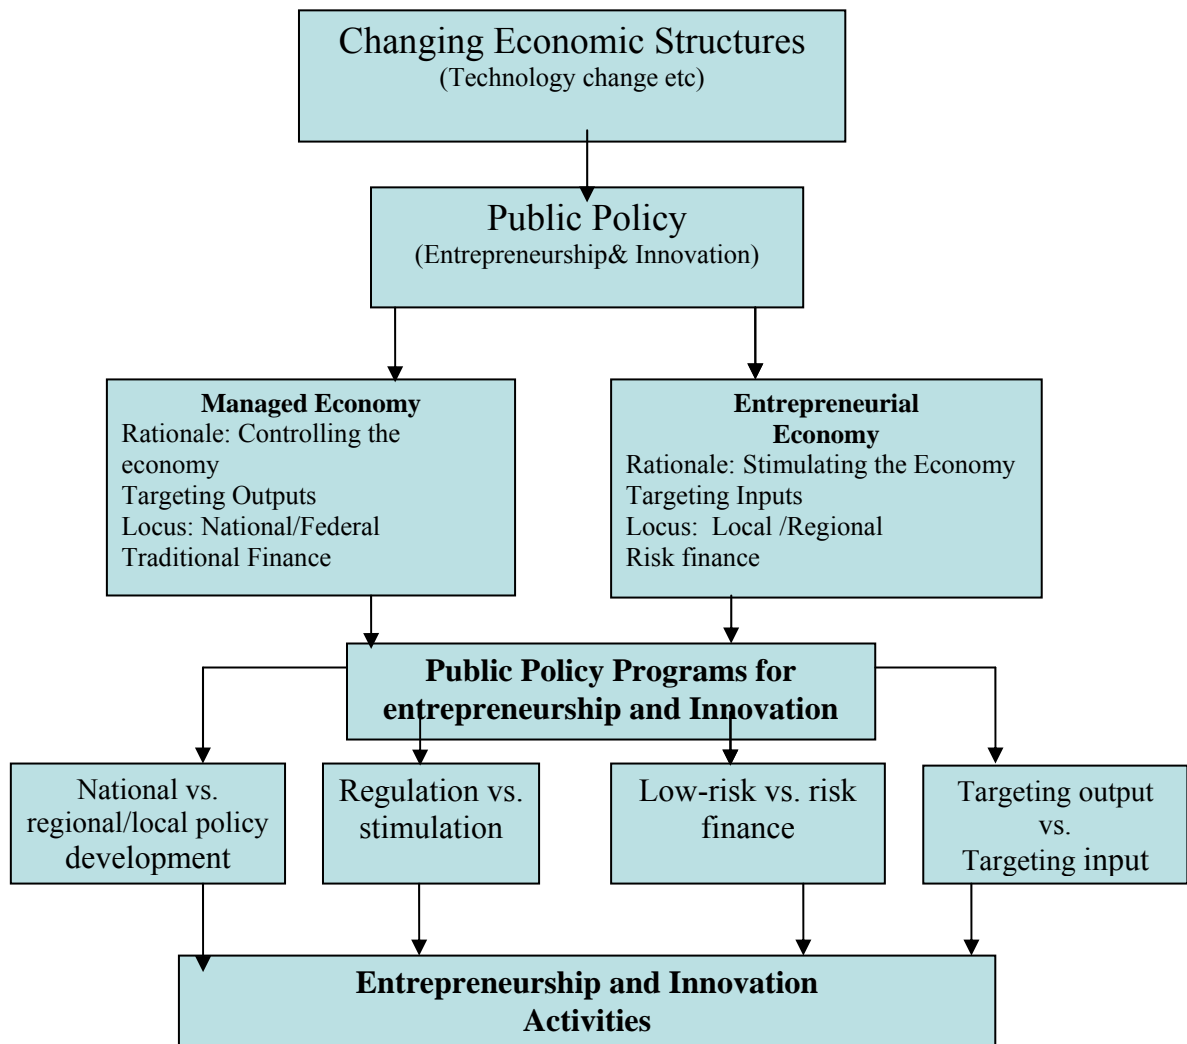 Changing Economic Structures
(Technology change etc)
Public Policy
(Entrepreneurship& Innovation)
Managed Economy
Rationale: Controlling the
economy
Targeting Outputs
Locus: National/Federal
Traditional Finance
Entrepreneurial
Economy
Rationale: Stimulating the Economy
Targeting Inputs
Locus:  Local /Regional
Risk finance
Public Policy Programs for
entrepreneurship and Innovation
National vs.
regional/local policy
development
Regulation vs.
stimulation
Low-risk vs. risk
finance
Targeting output
vs.
Targeting input
Entrepreneurship and Innovation
Activities